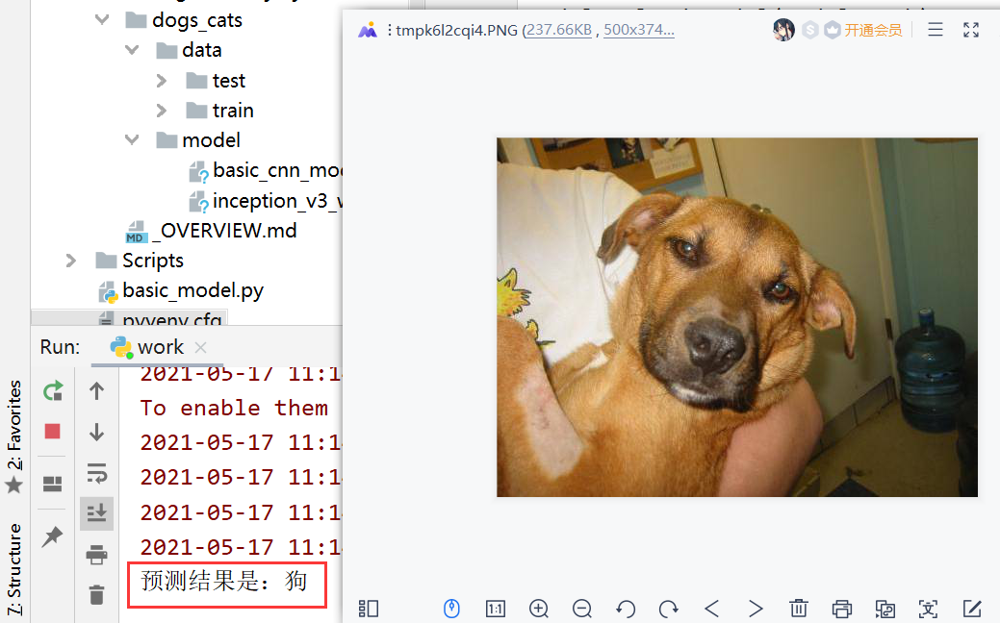 dogs_cats
data
test
train
model
basic_cnn_mo
inception_v3_
MD _OVERVIEW.md
Scripts
basic_model.py
pyvenv.cfg
Run: work
2021-05-17 11:1
To enable them
2021-05-17 11:1
2021-05-17 11:1
2021-05-17 11:1
2021-05-17 11:1
预测结果是：狗
2: Favorites
7: Structure
tmpk6l2cqi4.PNG (237.66KB , 500x374...
S
开通会员
1:1
文